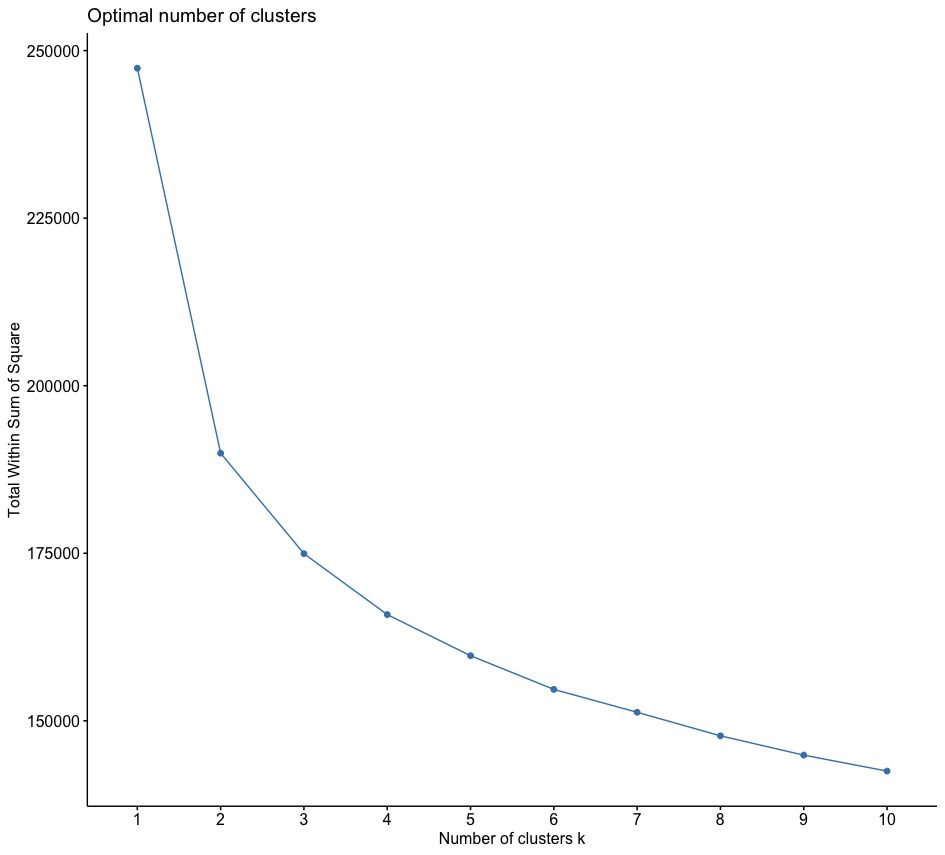 Optimal number of clusters
250000
225000
200000
175000
150000
Total Within Sum of Square
1 2 3 4 5 6 7 8 9 10
Number of clusters k